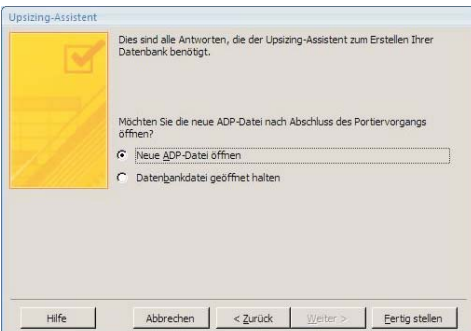 Upsizing-Assistent
Dies sind alle Antworten, die der Upsizing-Assistent zum Erstellen Ihrer
Datenbank benötigt.
Möchten Sie die neue ADP-Datei nach Abschluss des Portiervorgangs
öffnen?
Neue ADP-Datei öffnen
Datenbankdatei geöffnet halten
Hilfe
Abbrechen
< Zurück
Weiter >
Fertig stellen